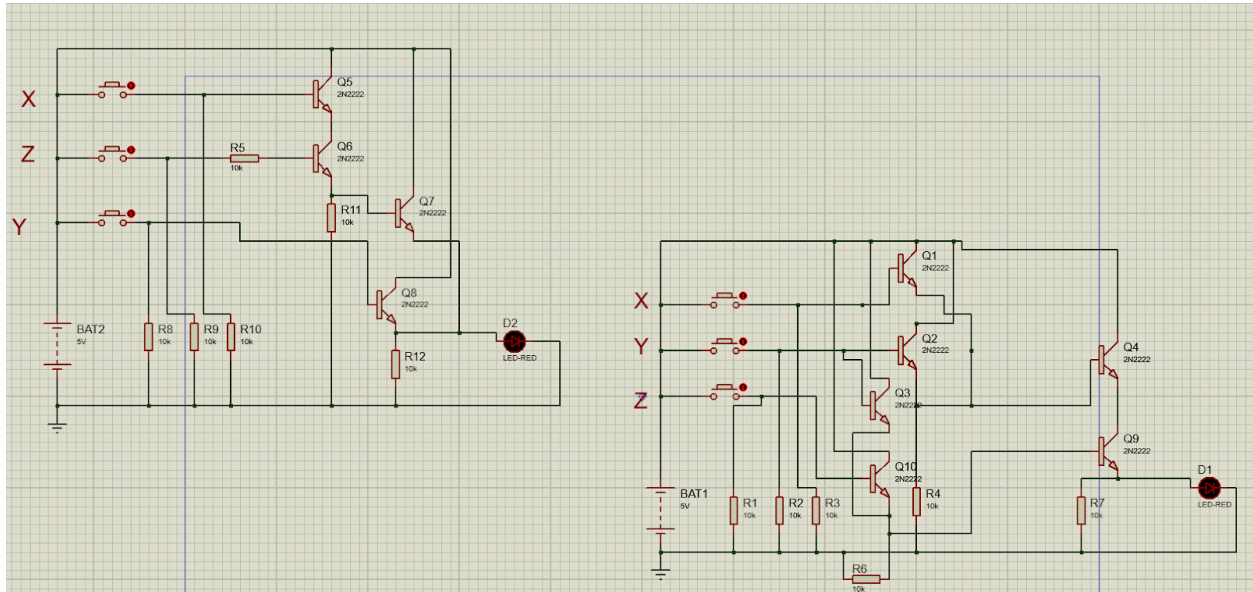 X
Z
Y
Q5
2N2222
R5
10k
Q6
2N2222
R11
10k
Q7
2N2222
Q8
2N2222
BAT2
5V
R8
10k
R9
10k
R10
10k
R12
10k
D2
LED-RED
X
Y
Z
Q1
2N2222
Q2
2N2222
Q3
2N2222
Q10
2N2222
Q4
2N2222
Q9
2N2222
BAT1
5V
R1
10k
R2
10k
R3
10k
R4
10k
R7
10k
D1
LED-RED
R6
10k